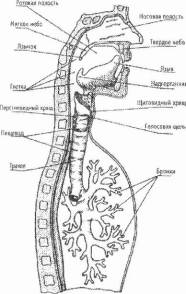 Ротовая полость
Носовая полость
Мягкое небо
Твердое небо
Язычок
Язык
Глотка
Надгортанник
Щитовидный хрящ
Перстневидный хрящ
Голосовая щель
Пищевод
Трахея
Бронхи